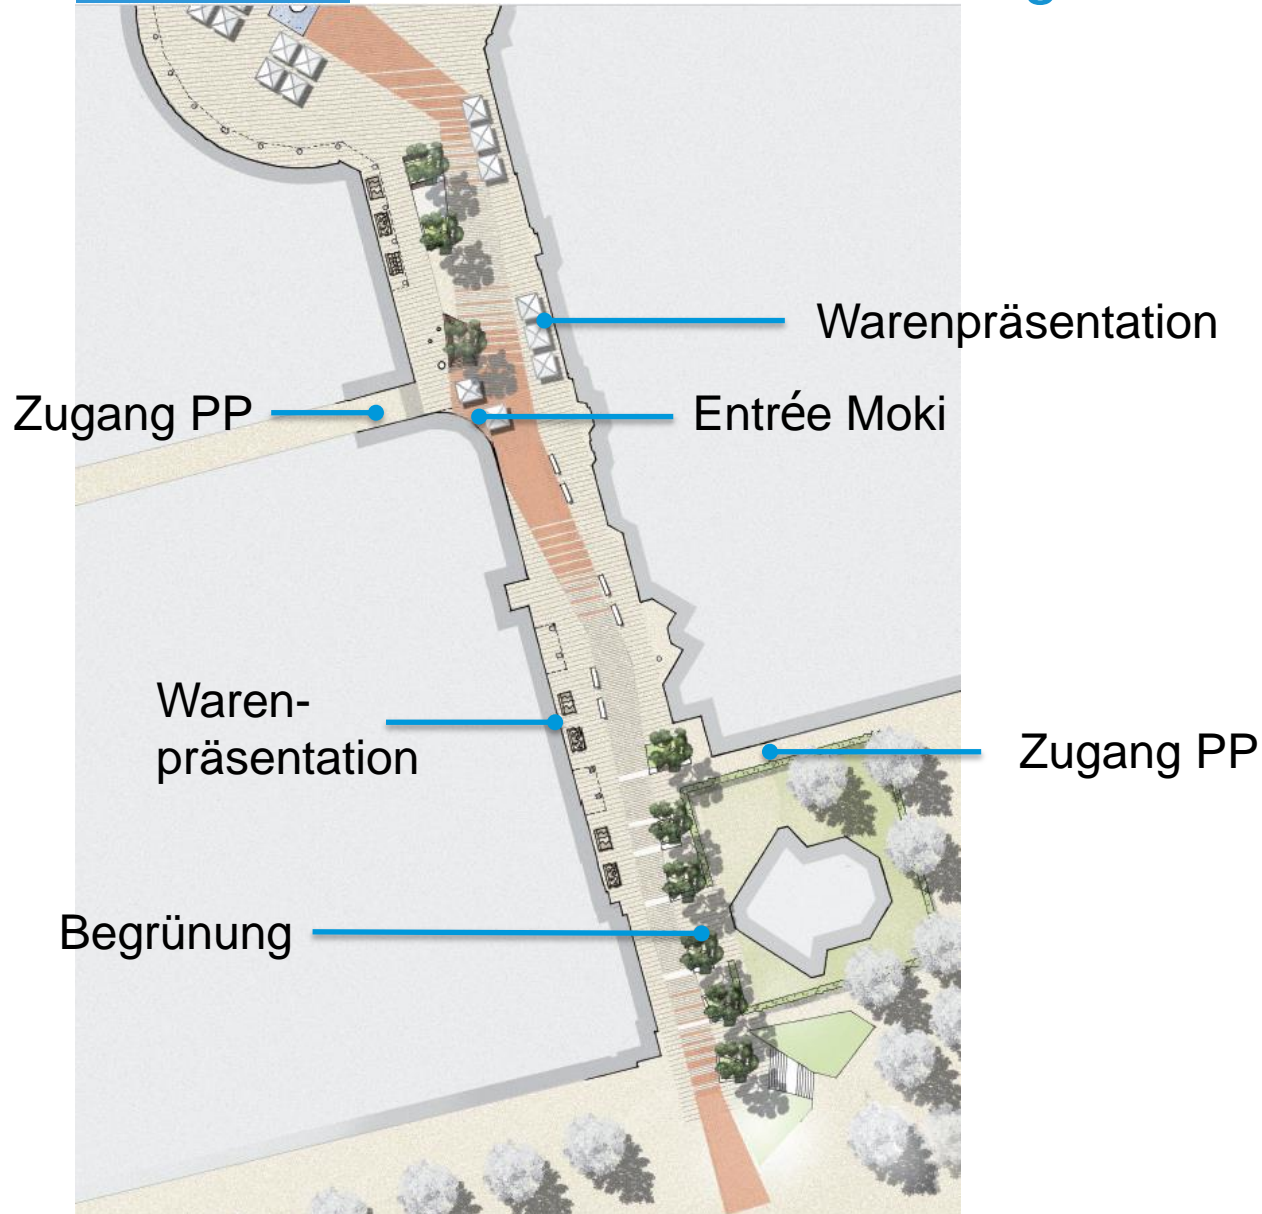 Warenpräsentation
Zugang PP
Entrée Moki
Waren-
präsentation
Zugang PP
Begrünung